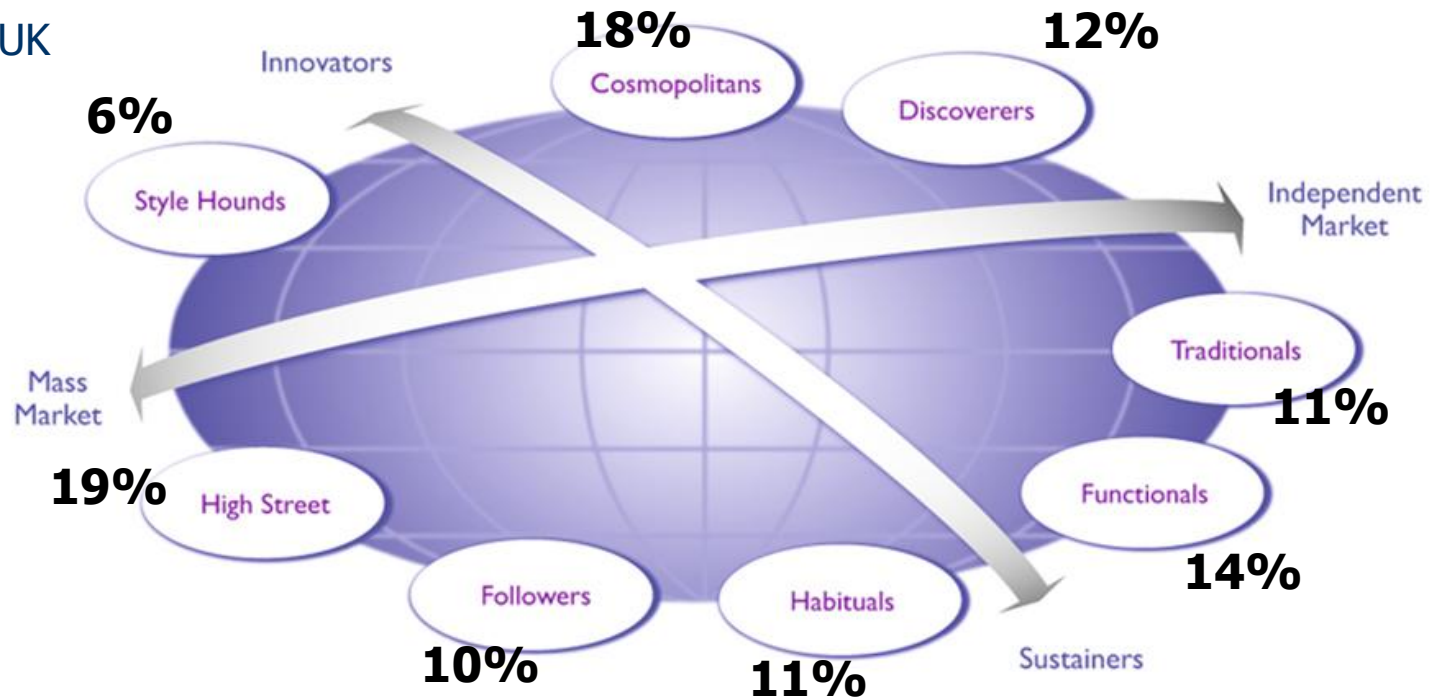 UK
18%
12%
Innovators
Cosmopolitans
6%
Discoverers
Style Hounds
Independent
Market
Traditionals
Mass
Market
11%
19%
High Street
Functionals
14%
Followers
Habituals
10%
11%
Sustainers